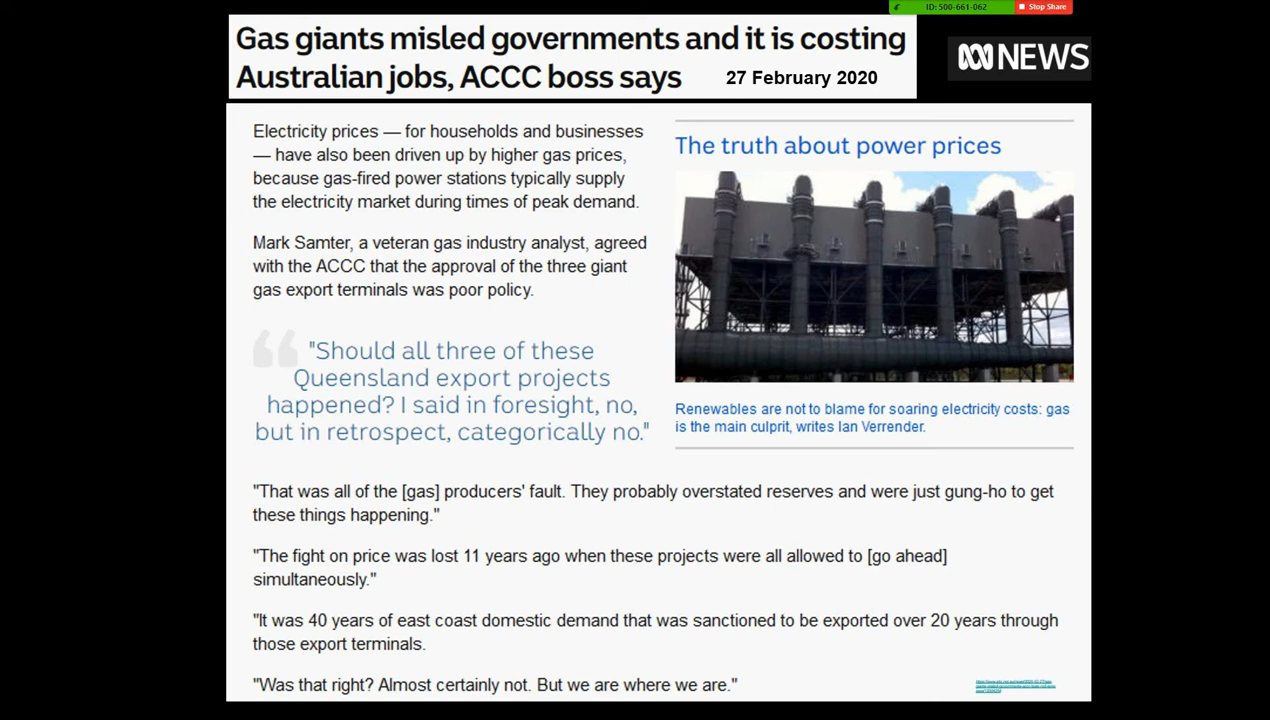 ID: 500-661-062
Stop Share
Gas giants misled governments and it is costing
Australian jobs, ACCC boss says
27 February 2020
NEWS
Electricity prices — for households and businesses
— have also been driven up by higher gas prices,
because gas-fired power stations typically supply
the electricity market during times of peak demand.
Mark Samter, a veteran gas industry analyst, agreed
with the ACCC that the approval of the three giant
gas export terminals was poor policy.
"Should all three of these
Queensland export projects
happened? I said in foresight, no,
but in retrospect, categorically no."
The truth about power prices
Renewables are not to blame for soaring electricity costs: gas
is the main culprit, writes Ian Verrender.
"That was all of the [gas] producers' fault. They probably overstated reserves and were just gung-ho to get
these things happening."
"The fight on price was lost 11 years ago when these projects were all allowed to [go ahead]
simultaneously."
"It was 40 years of east coast domestic demand that was sanctioned to be exported over 20 years through
those export terminals.
"Was that right? Almost certainly not. But we are where we are."